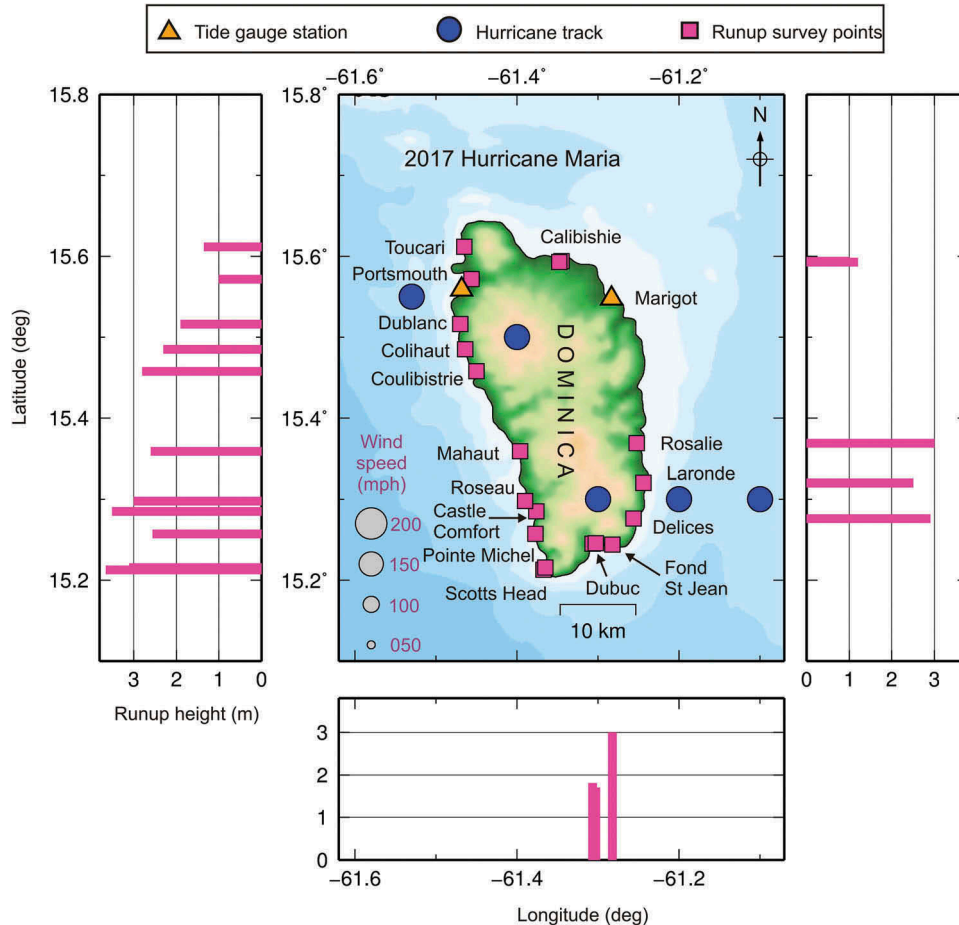 Tide gauge station
Hurricane track
Runup survey points
−61.6˚
−61.4˚
−61.2˚
15.8
15.6
15.4
15.2
Latitude (deg)
3 2 1 0
Runup height (m)
15.8˚
15.6˚
15.4˚
15.2˚
N
2017 Hurricane Maria
Toucari
Calibishie
Portsmouth
Marigot
Dublanc
Colihaut
Coulibistrie
DOMINICA
Wind
speed
(mph)
200
150
100
050
Mahaut
Rosalie
Roseau
Laronde
Castle
Comfort
Delices
Pointe Michel
Fond
St Jean
Scotts Head
Dubuc
10 km
0 1 2 3
3
2
1
0
−61.6
−61.4
−61.2
Longitude (deg)